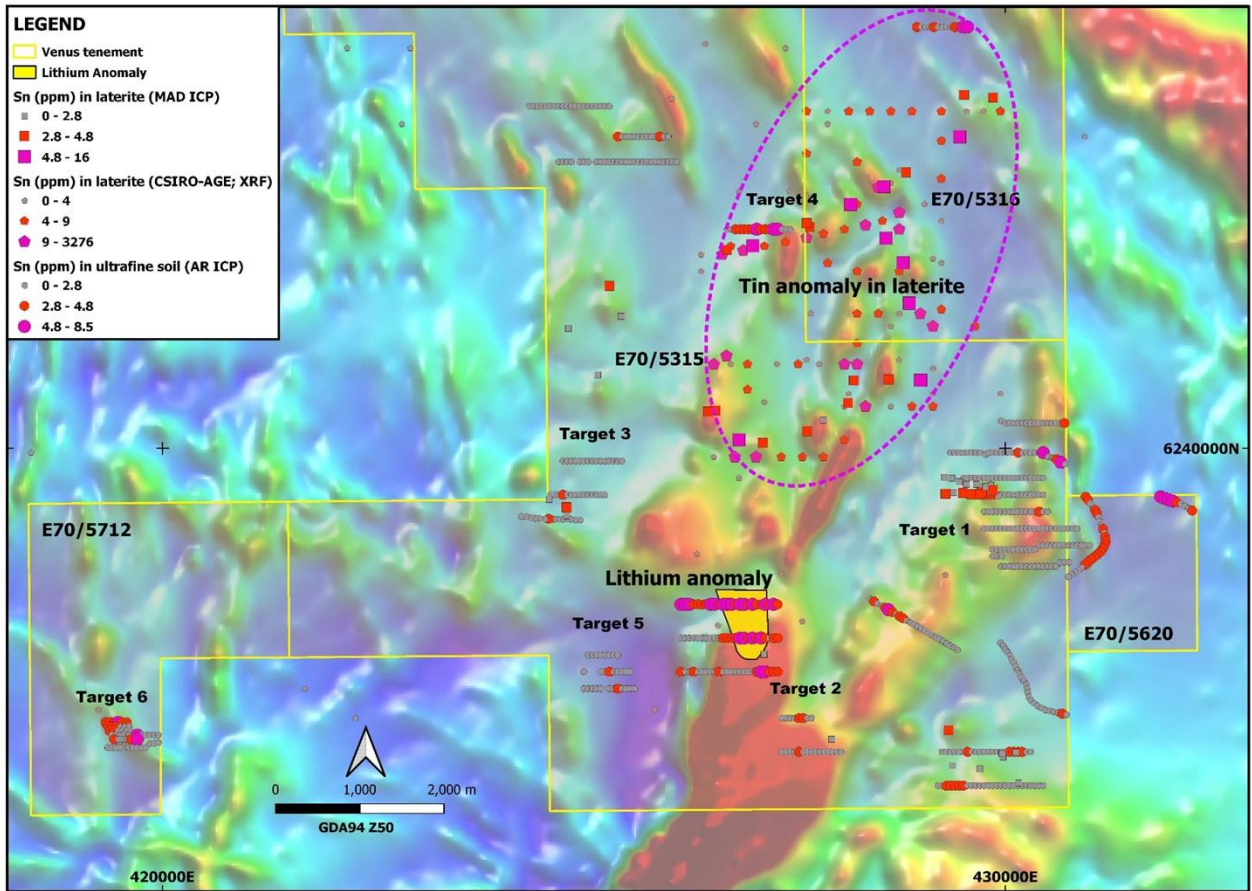 LEGEND
Venus tenement
Lithium Anomaly
Sn (ppm) in laterite (MAD ICP)
0 - 2.8
2.8 - 4.8
4.8 - 16
Sn (ppm) in laterite (CSIRO-AGE; XRF)
0 - 4
4 - 9
9 - 3276
Sn (ppm) in ultrafine soil (AR ICP)
0 - 2.8
2.8 - 4.8
4.8 - 8.5
Target 4
E70/5316
Tin anomaly in laterite
E70/5315
Target 3
6240000N
E70/5712
Target 1
Lithium anomaly
Target 5
E70/5620
Target 6
Target 2
0 1,000 2,000 m
GDA94 Z50
420000E
430000E